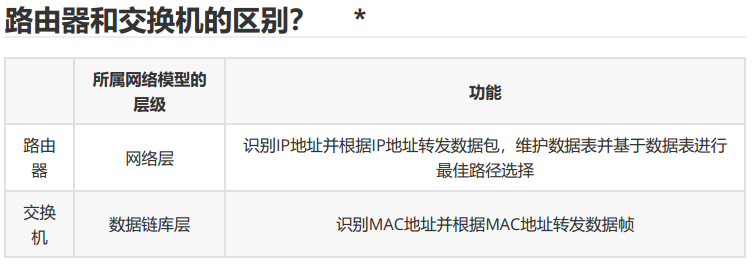 路由器和交换机的区别？ *
所属网络模型的
层级
功能
路由
器
网络层
识别IP地址并根据IP地址转发数据包，维护数据表并基于数据表进行
最佳路径选择
交换
机
数据链库层
识别MAC地址并根据MAC地址转发数据帧